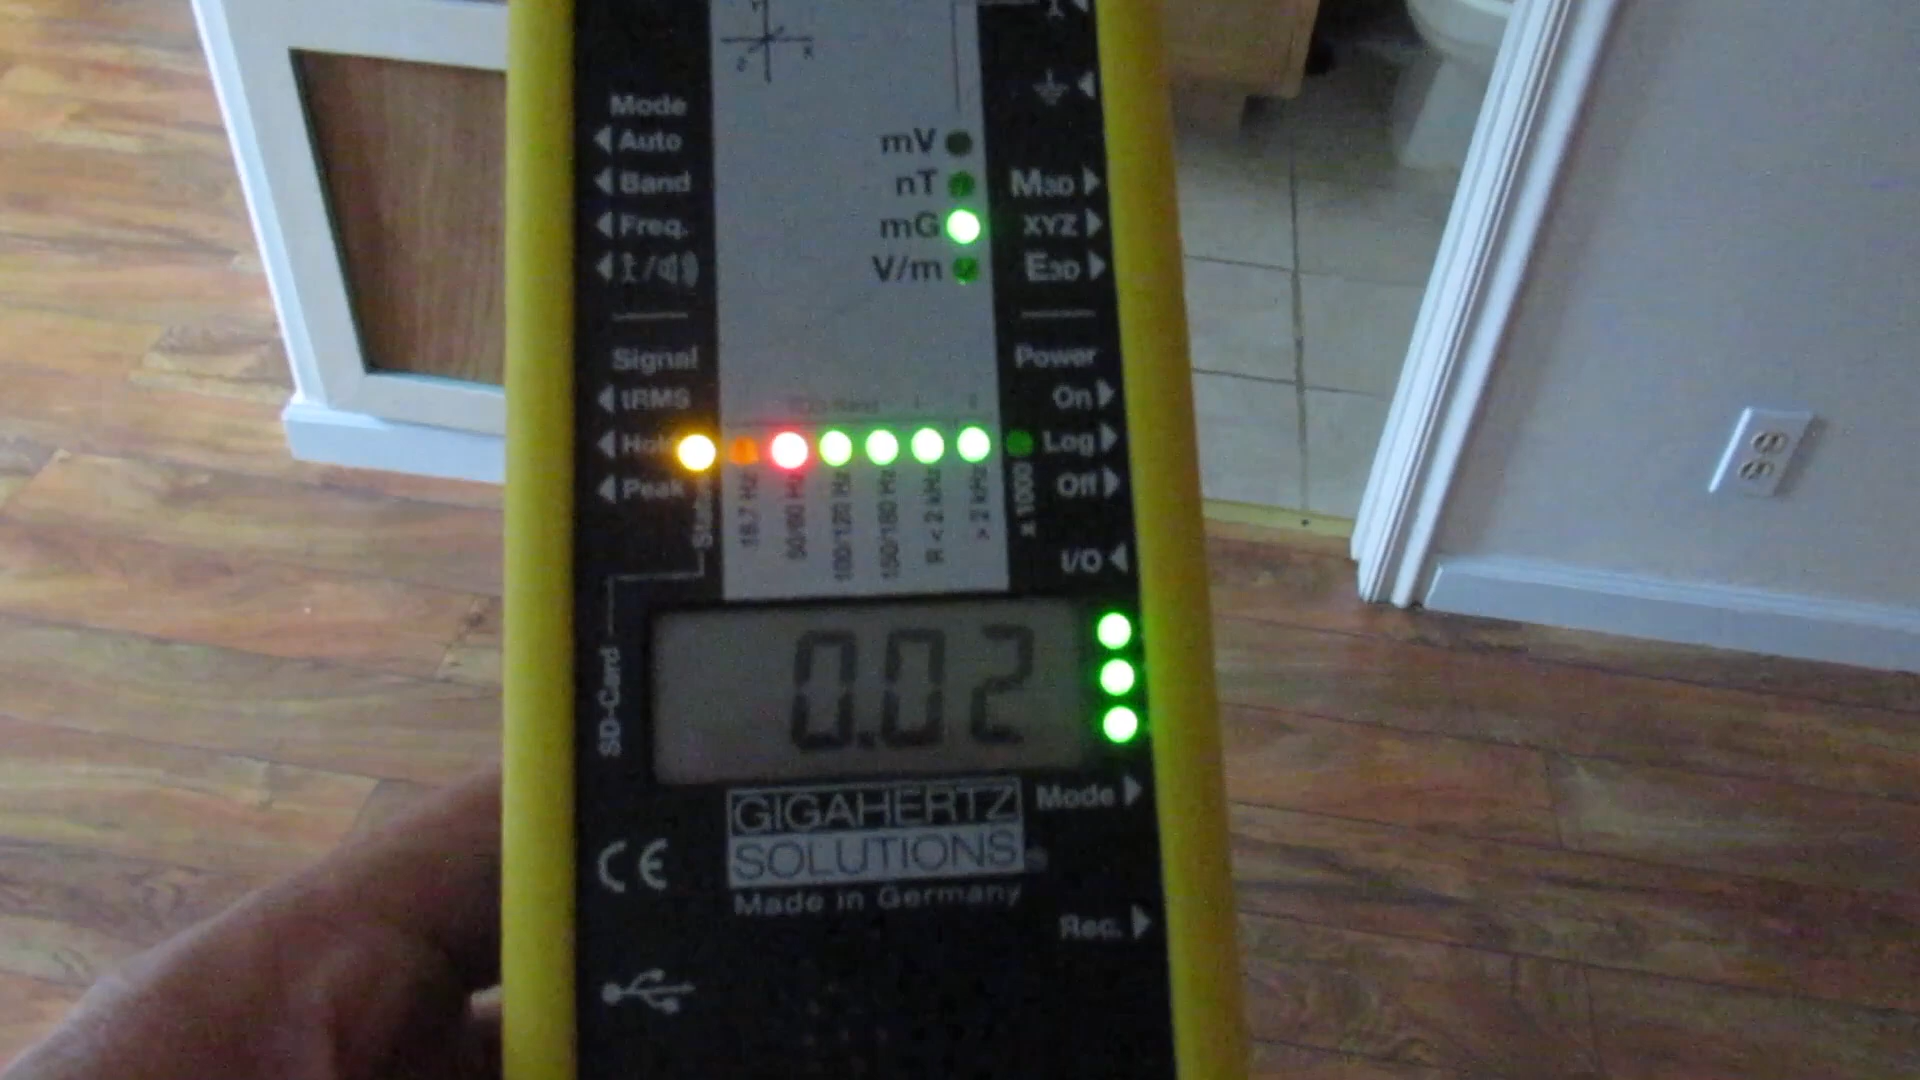 Y
X
Z
Mode
Auto
mV
Band
nT
M3D
Freq.
mG
XYZ
V/m
E3D
Signal
Power
tRMS
On
Log
Peak
Off
16.7 Hz
50/60 Hz
100/120 Hz
150/180 Hz
R < 2 kHz
> 2 kHz
x 1000
I/O
SD-Card
0.02
Mode
GIGAHERTZ
SOLUTIONS
CE
Made in Germany
Rec.